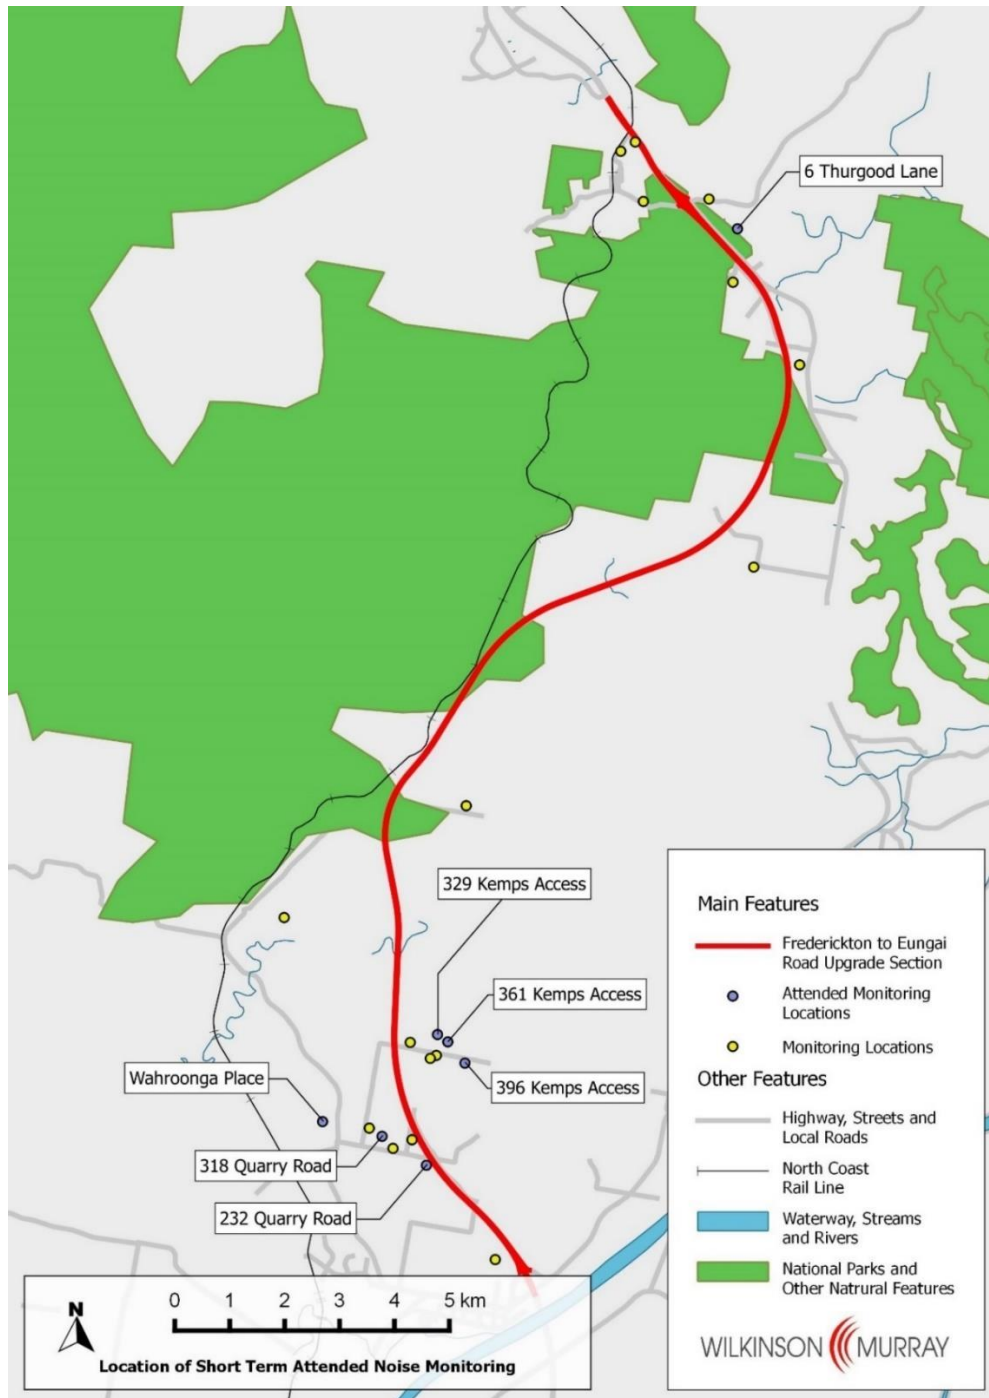 6 Thurgood Lane
329 Kemps Access
361 Kemps Access
396 Kemps Access
Wahroonga Place
318 Quarry Road
232 Quarry Road
Main Features
Frederickton to Eungai
Road Upgrade Section
Attended Monitoring
Locations
Monitoring Locations
Other Features
Highway, Streets and
Local Roads
North Coast
Rail Line
Waterway, Streams
and Rivers
National Parks and
Other Natrural Features
WILKINSON MURRAY
N
0 1 2 3 4 5 km
Location of Short Term Attended Noise Monitoring